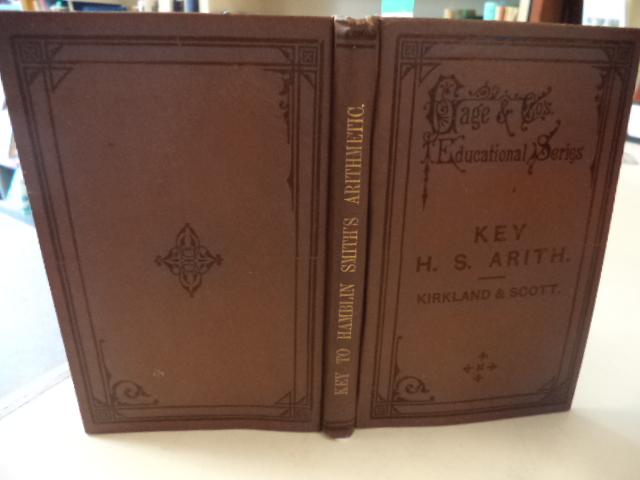 KEY TO HAMBLIN SMITH'S ARITHMETIC.
Gage & Co's.
Educational Series
KEY
H. S. ARITH.
KIRKLAND & SCOTT.